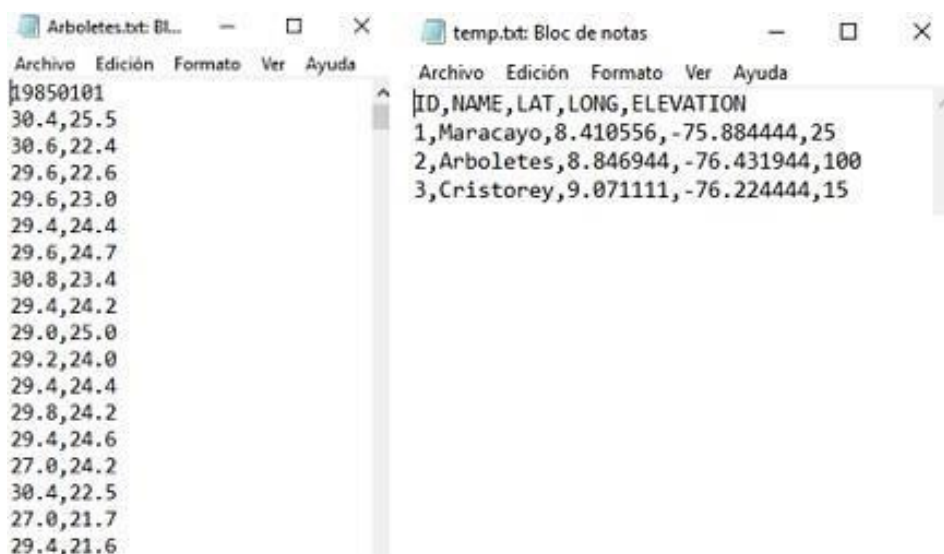 Arboletes.txt: Bl...
Archivo Edición Formato Ver Ayuda
19850101
30.4,25.5
30.6,22.4
29.6,22.6
29.6,23.0
29.4,24.4
29.6,24.7
30.8,23.4
29.4,24.2
29.0,25.0
29.2,24.0
29.4,24.4
29.8,24.2
29.4,24.6
27.0,24.2
30.4,22.5
27.0,21.7
29.4,21.6
temp.txt: Bloc de notas
Archivo Edición Formato Ver Ayuda
ID,NAME,LAT,LONG,ELEVATION
1,Maracayo,8.410556,-75.884444,25
2,Arboletes,8.846944,-76.431944,100
3,Cristorey,9.071111,-76.224444,15